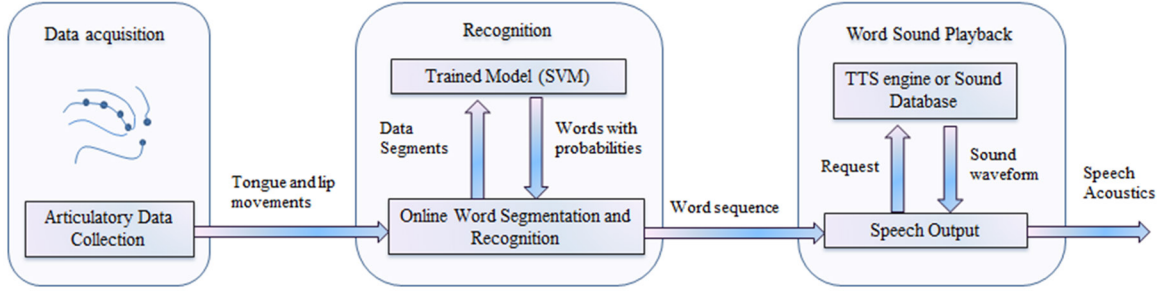 Data acquisition
Articulatory Data
Collection
Tongue and lip
movements
Recognition
Trained Model (SVM)
Data
Segments
Words with
probabilities
Online Word Segmentation and
Recognition
Word sequence
Word Sound Playback
TTS engine or Sound
Database
Request
Sound
waveform
Speech Output
Speech
Acoustics